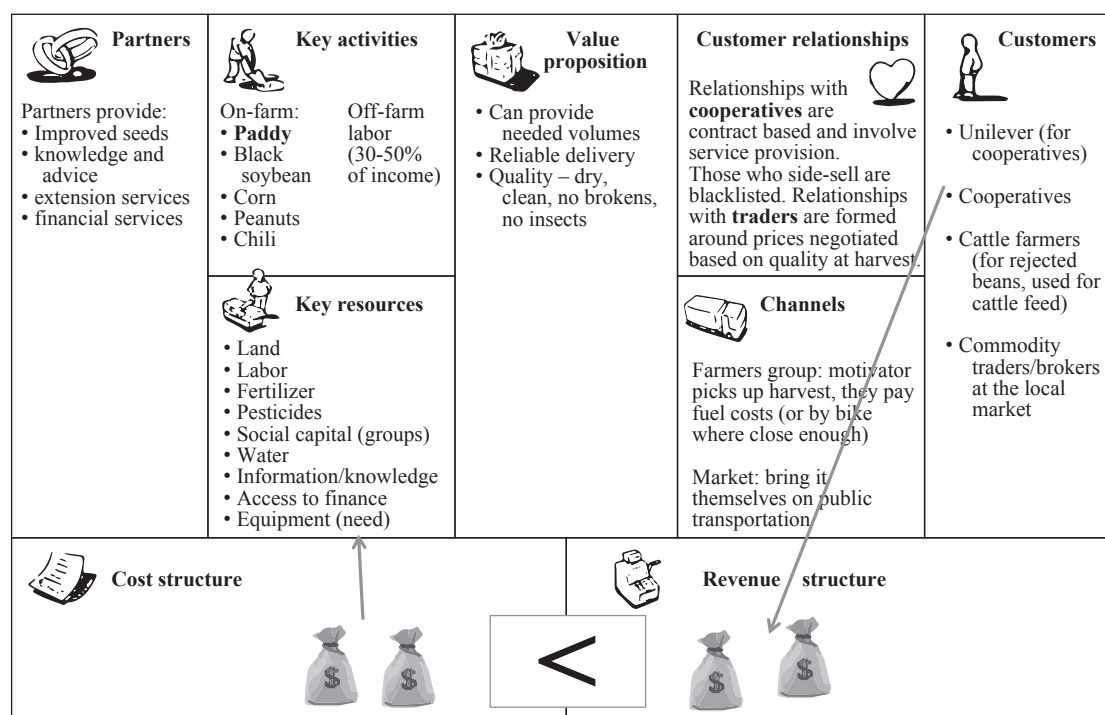 Partners
Partners provide:
• Improved seeds
• knowledge and
advice
• extension services
• financial services
Key activities
On-farm:
• Paddy
• Black
soybean
• Corn
• Peanuts
• Chili
Off-farm
labor
(30-50%
of income)
Key resources
• Land
• Labor
• Fertilizer
• Pesticides
• Social capital (groups)
• Water
• Information/knowledge
• Access to finance
• Equipment (need)
Value
proposition
• Can provide
needed volumes
• Reliable delivery
• Quality – dry,
clean, no brokens,
no insects
Customer relationships
Relationships with
cooperatives are
contract based and involve
service provision.
Those who side-sell are
blacklisted. Relationships
with traders are formed
around prices negotiated
based on quality at harvest.
Channels
Farmers group: motivator
picks up harvest, they pay
fuel costs (or by bike
where close enough)
Market: bring it
themselves on public
transportation
Customers
• Unilever (for
cooperatives)
• Cooperatives
• Cattle farmers
(for rejected
beans, used for
cattle feed)
• Commodity
traders/brokers
at the local
market
Cost structure
$ $
<
Revenue structure
$ $